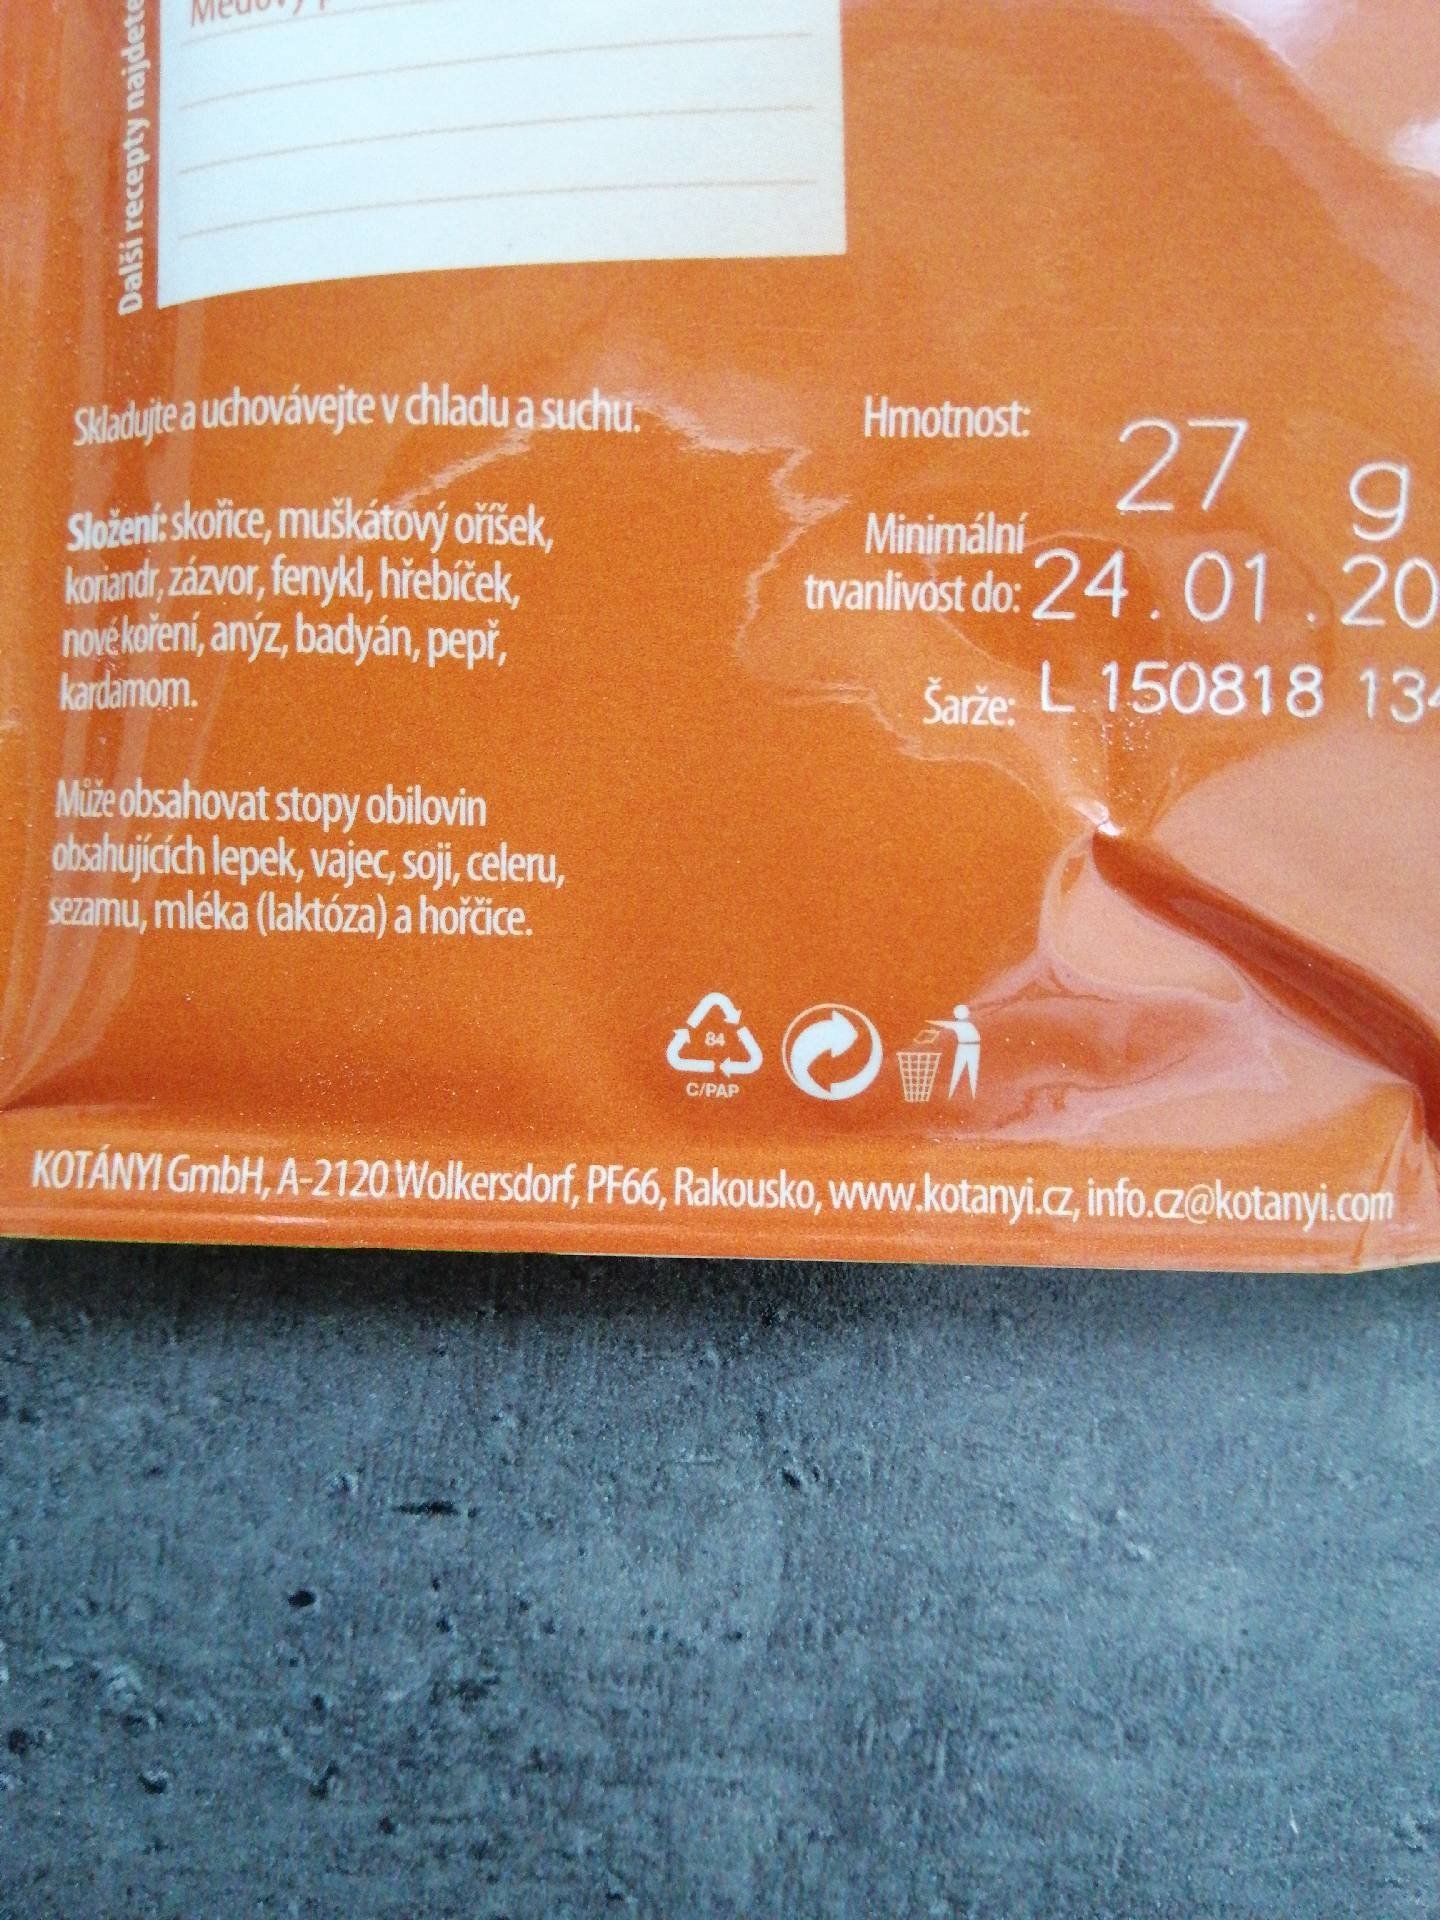 Další recepty najdete
Skladujte a uchovávejte v chladu a suchu.
Složení: skořice, muškátový oříšek,
koriandr, zázvor, fenykl, hřebíček,
nové koření, anýz, badyán, pepř,
kardamom.
Může obsahovat stopy obilovin
obsahujících lepek, vajec, soji, celeru,
sezamu, mléka (laktóza) a hořčice.
Hmotnost: 27 g
Minimální
trvanlivost do: 24.01.20
Šarže: L 150818 13
84
C/PAP
KOTÁNYI GmbH, A-2120 Wolkersdorf, PF66, Rakousko, www.kotanyi.cz, info.cz@kotanyi.com